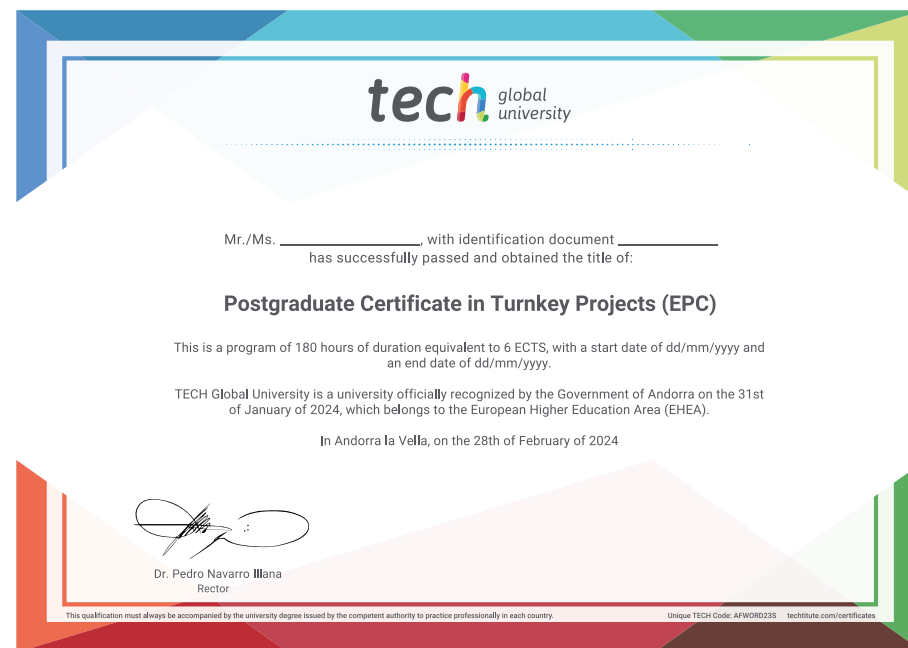 tech global
university
Mr./Ms. ____________, with identification document ____________
has successfully passed and obtained the title of:
Postgraduate Certificate in Turnkey Projects (EPC)
This is a program of 180 hours of duration equivalent to 6 ECTS, with a start date of dd/mm/yyyy and
an end date of dd/mm/yyyy.
TECH Global University is a university officially recognized by the Government of Andorra on the 31st
of January of 2024, which belongs to the European Higher Education Area (EHEA).
In Andorra la Vella, on the 28th of February of 2024
Dr. Pedro Navarro Illana
Rector
This qualification must always be accompanied by the university degree issued by the competent authority to practice professionally in each country.
Unique TECH Code: AFWORD23S techtitute.com/certificates